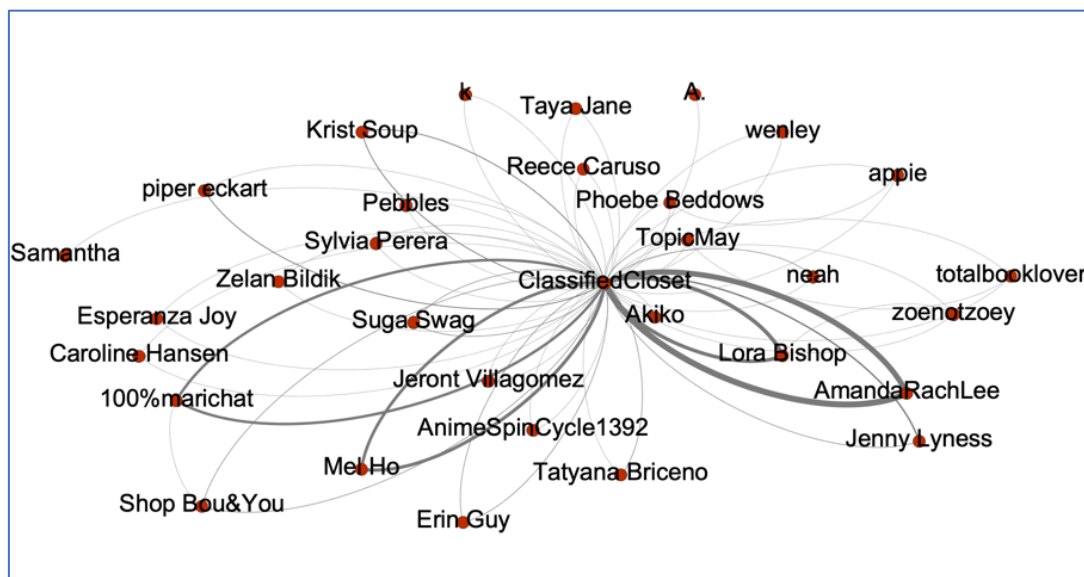 k
Taya Jane
A.
Krist Soup
wenley
Reece Caruso
appie
piper eckart
Pebbles
Phoebe Beddows
Sylvia Perera
TopicMay
Samantha
Zelan Bildik
ClassifiedCloset
neah
totalbooklover
Esperanza Joy
Suga Swag
Akiko
zoenotzoey
Caroline Hansen
Lora Bishop
100%marichat
Jeront Villagomez
AmandaRachLee
AnimeSpinCycle1392
Jenny Lyness
Mel Ho
Tatyana Briceno
Shop Bou&You
Erin Guy